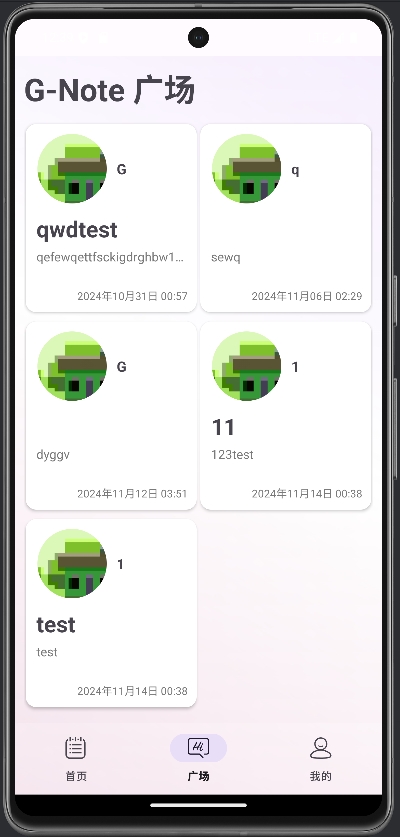 G-Note 广场
G
qwdtest
qefewqettfsckigdrghbw1...
2024年10月31日 00:57
q
sewq
2024年11月06日 02:29
G
dyggv
2024年11月12日 03:51
1
11
123test
2024年11月14日 00:38
1
test
test
2024年11月14日 00:38
首页
Hi
广场
我的